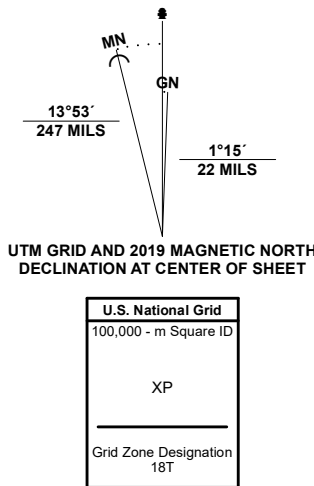 MN
GN
13°53´
247 MILS
1°15´
22 MILS
UTM GRID AND 2019 MAGNETIC NORTH
DECLINATION AT CENTER OF SHEET
U.S. National Grid
100,000 - m Square ID
XP
Grid Zone Designation
18T